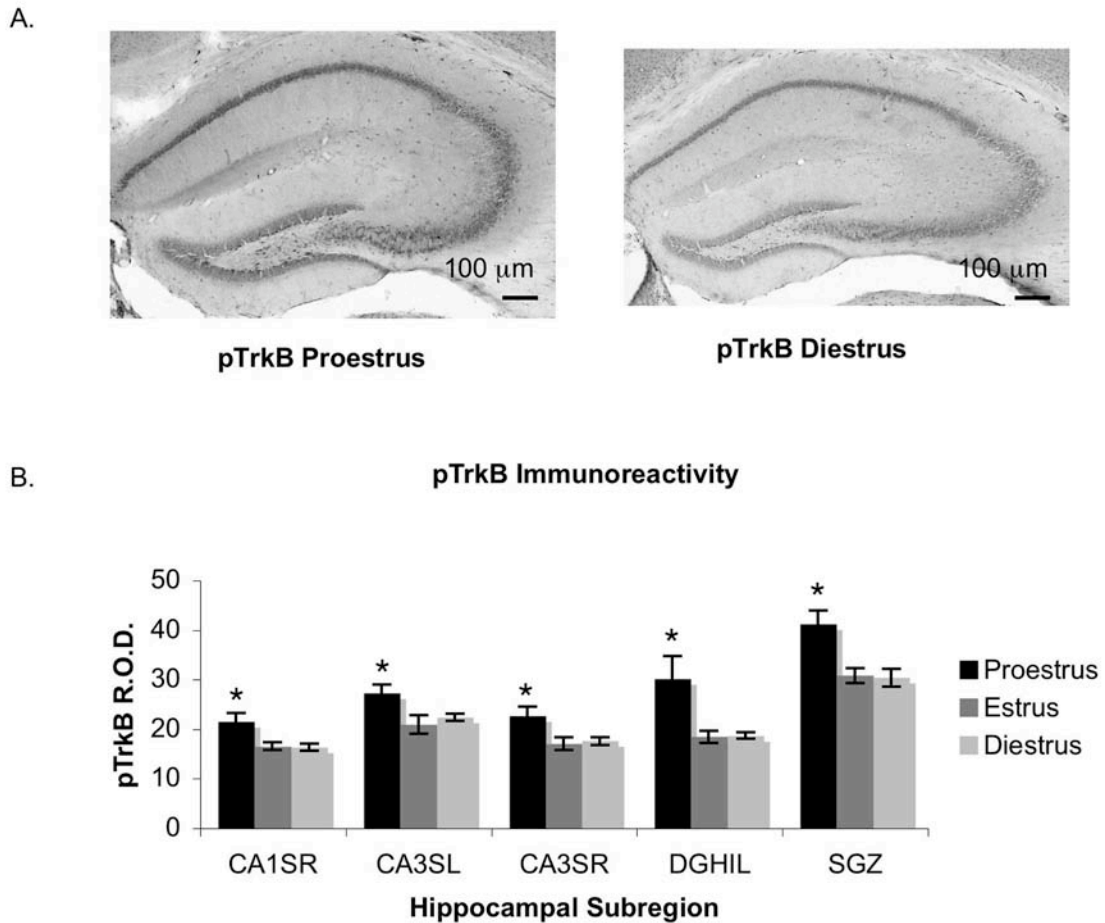 A.
100 μm
100 μm
pTrkB Proestrus
pTrkB Diestrus
B.
pTrkB Immunoreactivity
pTrkB R.O.D.
50
40
30
20
10
0
*
*
*
*
*
Proestrus
Estrus
Diestrus
CA1SR CA3SL CA3SR DGHIL SGZ
Hippocampal Subregion